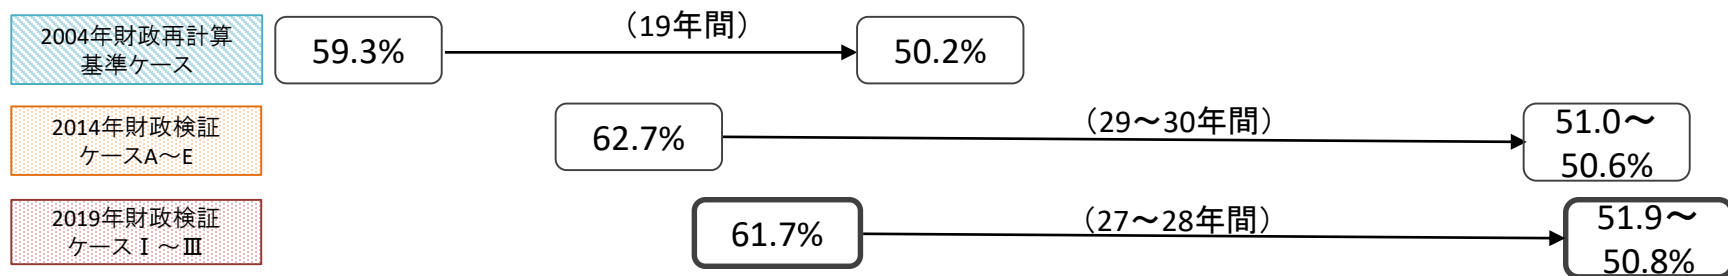 2004年財政再計算
基準ケース
59.3%
（19年間）
50.2%
2014年財政検証
ケースA～E
62.7%
（29～30年間）
51.0～
50.6%
2019年財政検証
ケースⅠ～Ⅲ
61.7%
（27～28年間）
51.9～
50.8%